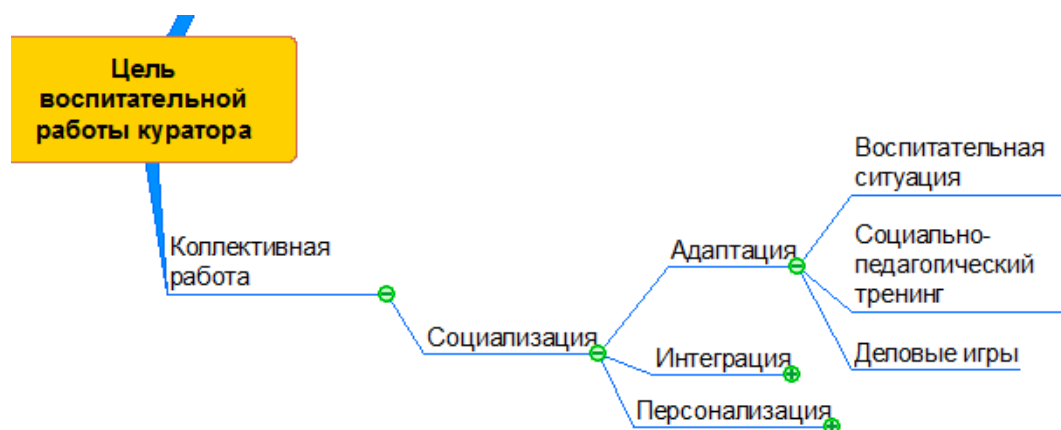 Цель
воспитательной
работы куратора
Коллективная
работа
Социализация
Адаптация
Воспитательная
ситуация
Социально-
педагогический
тренинг
Деловые игры
Интеграция
Персонализация